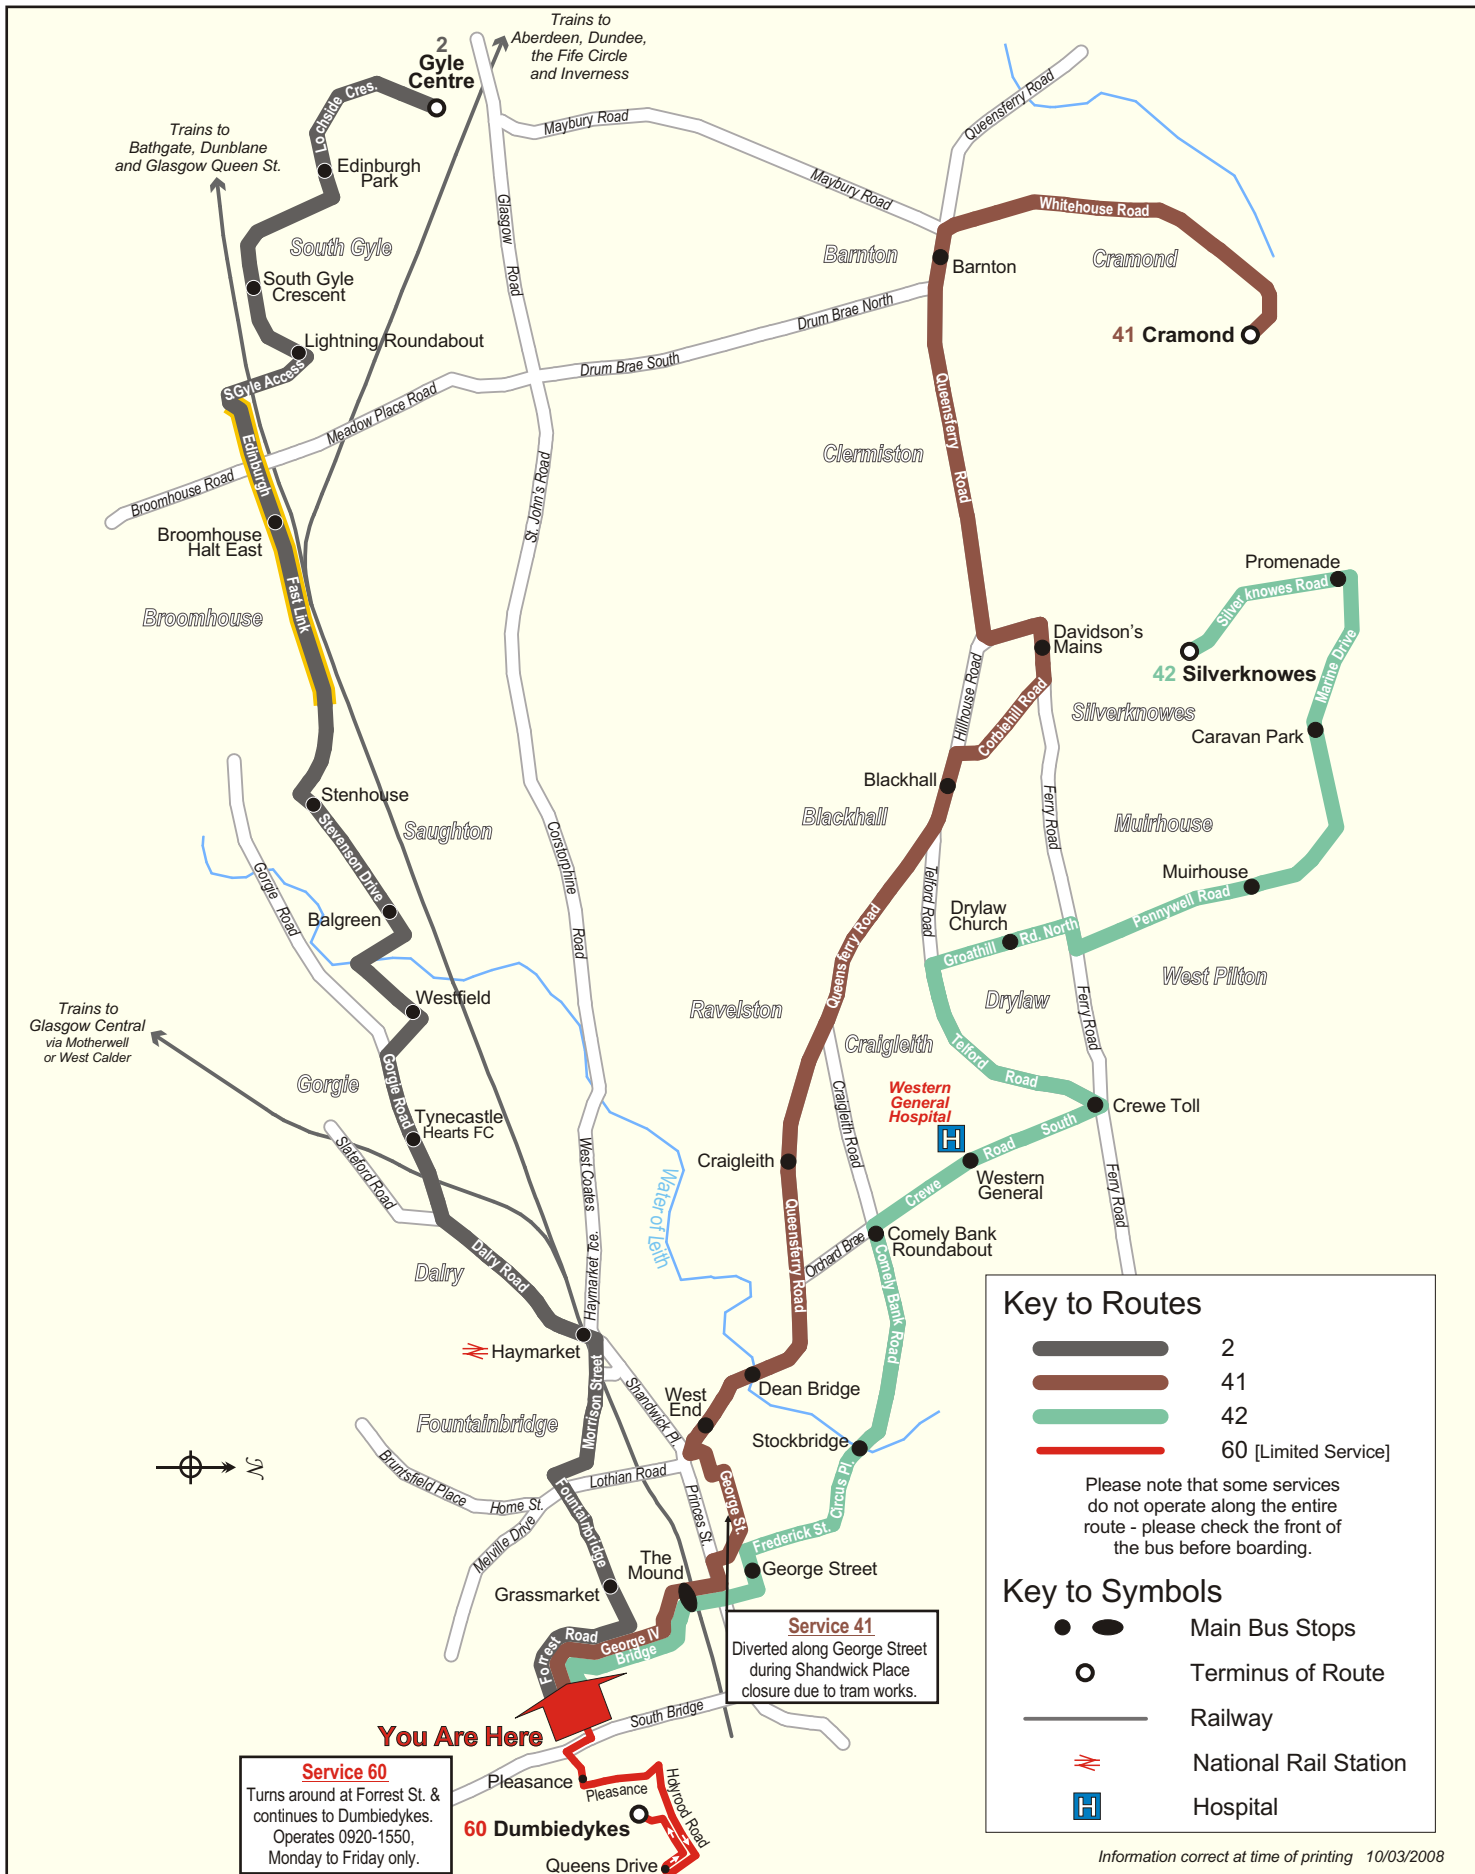 Trains to
Aberdeen, Dundee,
the Fife Circle
and Inverness
2
Gyle
Centre
Lochside Cres.
Trains to
Bathgate, Dunblane
and Glasgow Queen St.
Edinburgh
Park
South Gyle
South Gyle
Crescent
Lightning Roundabout
S.Gyle Access
Edinburgh
Fast Link
Maybury Road
Maybury Road
Queensferry Road
Glasgow
Road
Whitehouse Road
Barnton
Barnton
Cramond
41 Cramond
Drum Brae North
Drum Brae South
Meadow Place Road
Broomhouse Road
Queensferry
Road
Clermiston
St. John's Road
Broomhouse
Halt East
Broomhouse
Promenade
Silverknowes Road
42 Silverknowes
Marine Drive
Davidson's
Mains
Silverknowes
Hillhouse Road
Corbiehill Road
Caravan Park
Blackhall
Blackhall
Ferry Road
Muirhouse
Muirhouse
Pennywell Road
Stenhouse
Stevenson Drive
Saughton
Corstorphine
Road
Gorgie
Road
Balgreen
Telford Road
Drylaw
Church
Groathill
Rd. North
West Pilton
Drylaw
Ferry Road
Queensferry Road
Ravelston
Westfield
Trains to
Glasgow Central
via Motherwell
or West Calder
Gorgie
Gorgie Road
Craigleith
Craigleith Road
Telford
Road
Western
General
Hospital
H
Crewe Toll
Tynecastle
Hearts FC
Slateford Road
West Coates
Water of Leith
Craigleith
Crewe
Road
South
Western
General
Ferry Road
Queensferry Road
Orchard Brae
Comely Bank
Roundabout
Comely Bank
Road
Dalry
Dalry Road
Haymarket Tce.
Haymarket
Morrison Street
Shandwick Pl.
Dean Bridge
West
End
Stockbridge
Fountainbridge
Bruntsfield Place
Home St.
Lothian Road
Melville Drive
Fountainbridge
Princes St.
George St.
Circus Pl.
Frederick St.
N
The
Mound
George Street
Grassmarket
Forrest
Road
George IV
Bridge
Service 41
Diverted along George Street
during Shandwick Place
closure due to tram works.
South Bridge
You Are Here
Service 60
Turns around at Forrest St. &
continues to Dumbiedykes.
Operates 0920-1550,
Monday to Friday only.
Pleasance
Pleasance
Holyrood Road
60 Dumbiedykes
Queens Drive
Key to Routes
2
41
42
60 [Limited Service]
Please note that some services
do not operate along the entire
route - please check the front of
the bus before boarding.
Key to Symbols
Main Bus Stops
Terminus of Route
Railway
National Rail Station
H
Hospital
Information correct at time of printing 10/03/2008